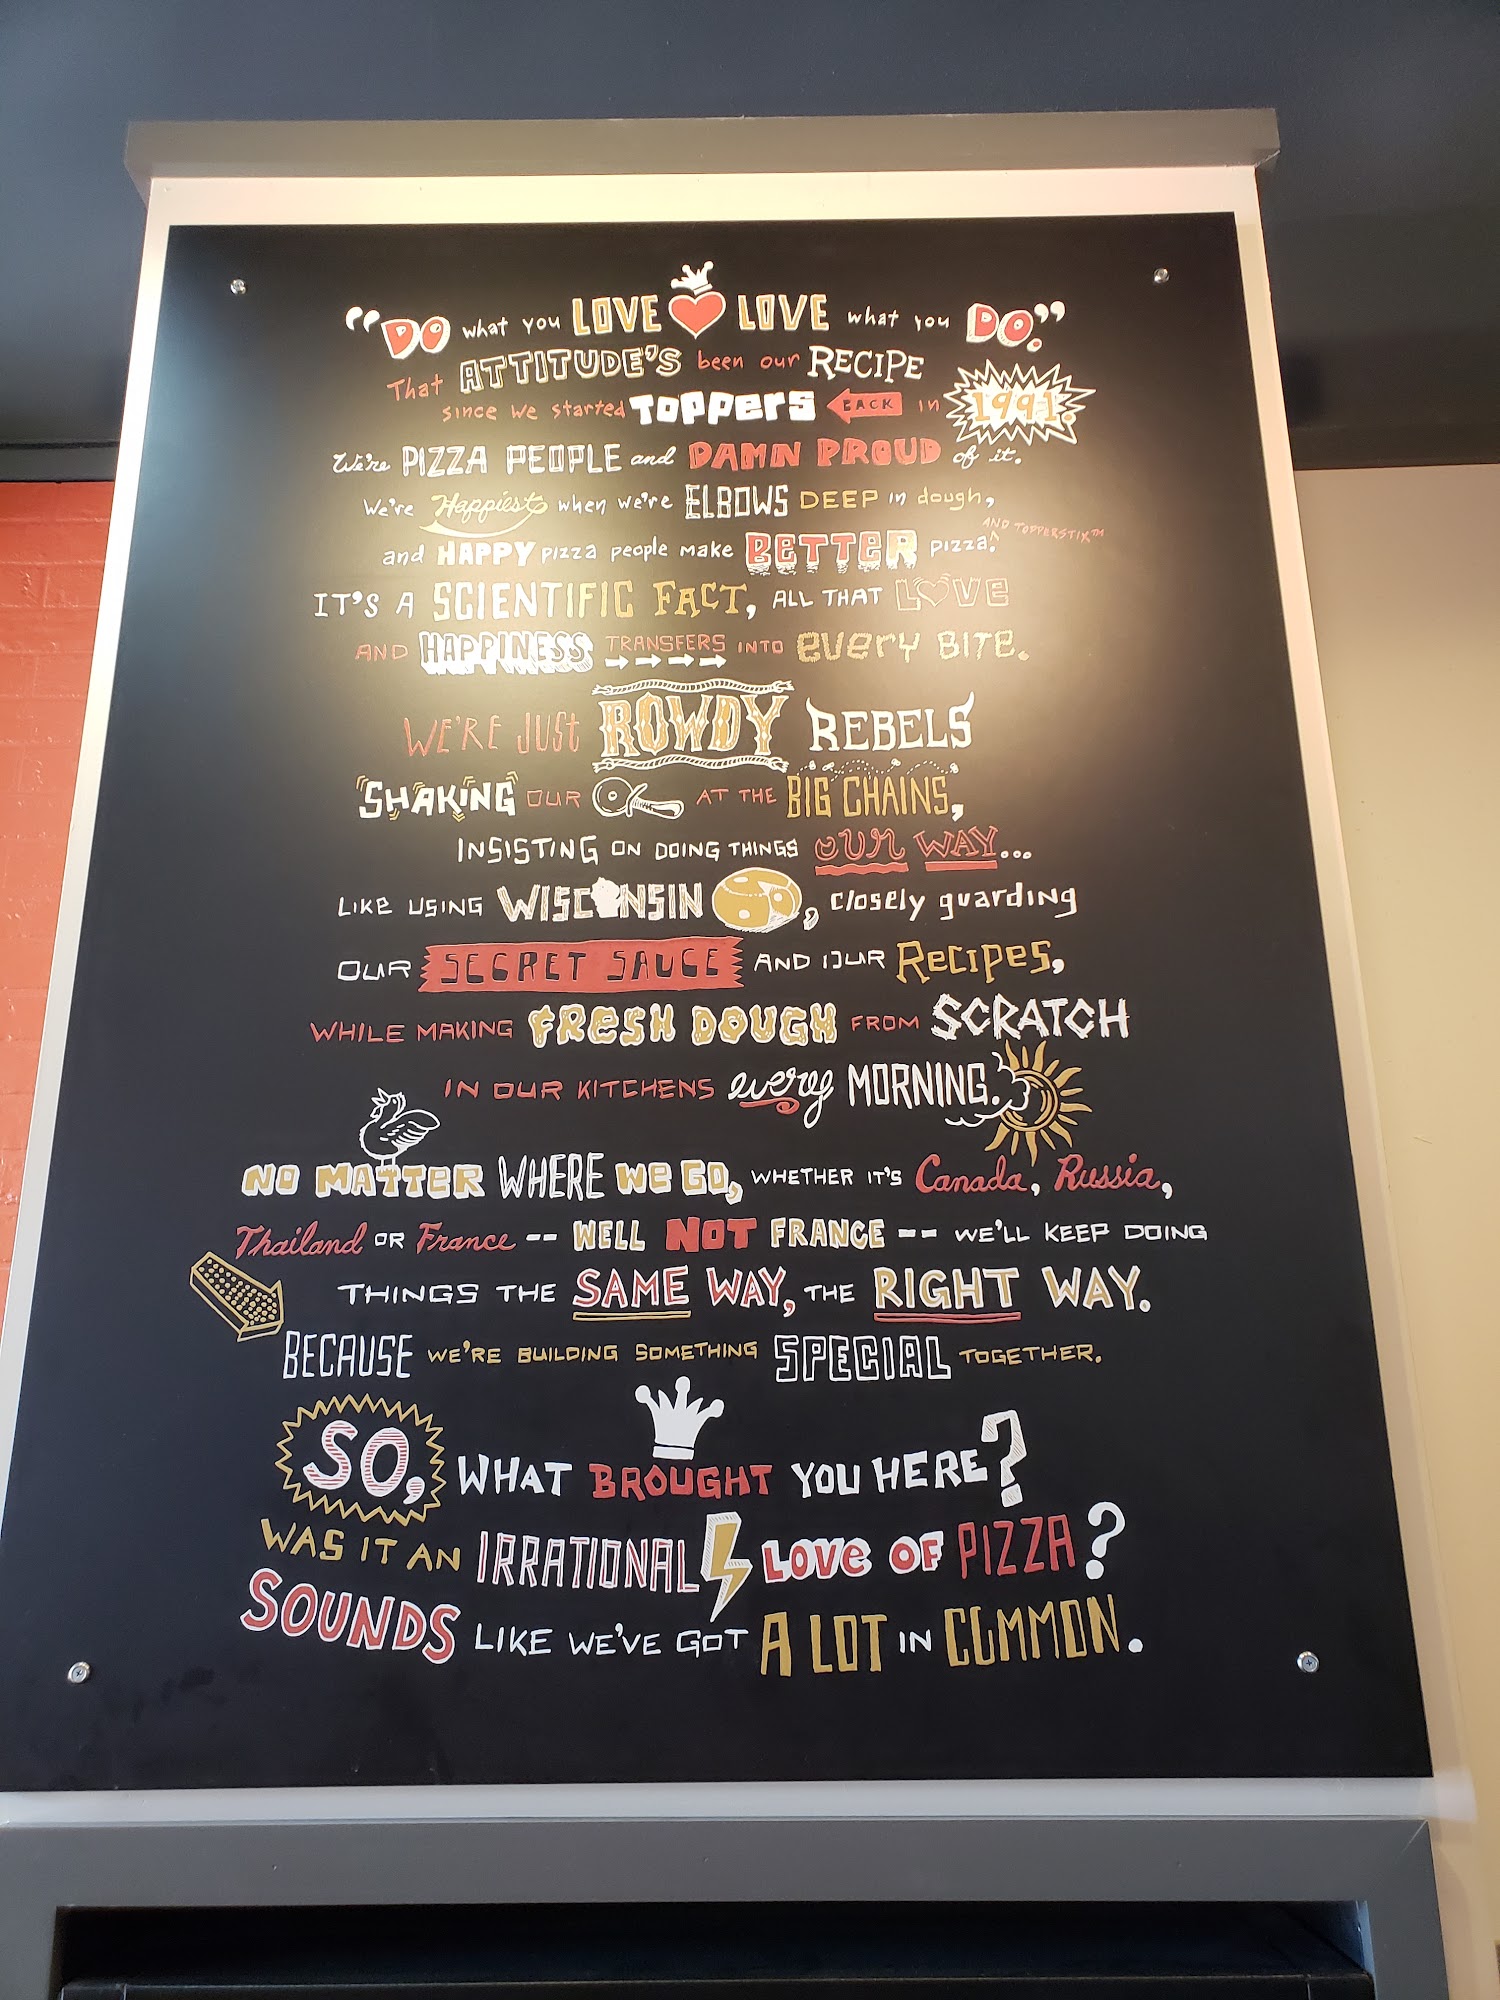 “DO what you LOVE LOVE what you DO.”
That ATTITUDE'S been our RECIPE
since we started TOPPERS BACK in 1991.
We're PIZZA PEOPLE and DAMN PROUD of it.
We're Happiest when we're ELBOWS DEEP in dough,
and HAPPY pizza people make BETTER pizza. AND TOPPERSTIX™
IT'S A SCIENTIFIC FACT, ALL THAT LOVE
AND HAPPINESS TRANSFERS INTO EVERY BITE.
WE'RE JUST ROWDY REBELS
SHAKING OUR AT THE BIG CHAINS,
INSISTING ON DOING THINGS OUR WAY...
LIKE USING WISCONSIN , closely guarding
OUR SECRET SAUCE AND OUR RECIPES,
WHILE MAKING FRESH DOUGH FROM SCRATCH
IN OUR KITCHENS every MORNING.
NO MATTER WHERE WE GO, WHETHER IT'S Canada, Russia,
Thailand OR France -- WELL NOT FRANCE -- WE'LL KEEP DOING
THINGS THE SAME WAY, THE RIGHT WAY.
BECAUSE WE'RE BUILDING SOMETHING SPECIAL TOGETHER.
SO, WHAT BROUGHT YOU HERE?
WAS IT AN IRRATIONAL LOVE OF PIZZA?
SOUNDS LIKE WE'VE GOT A LOT IN COMMON.